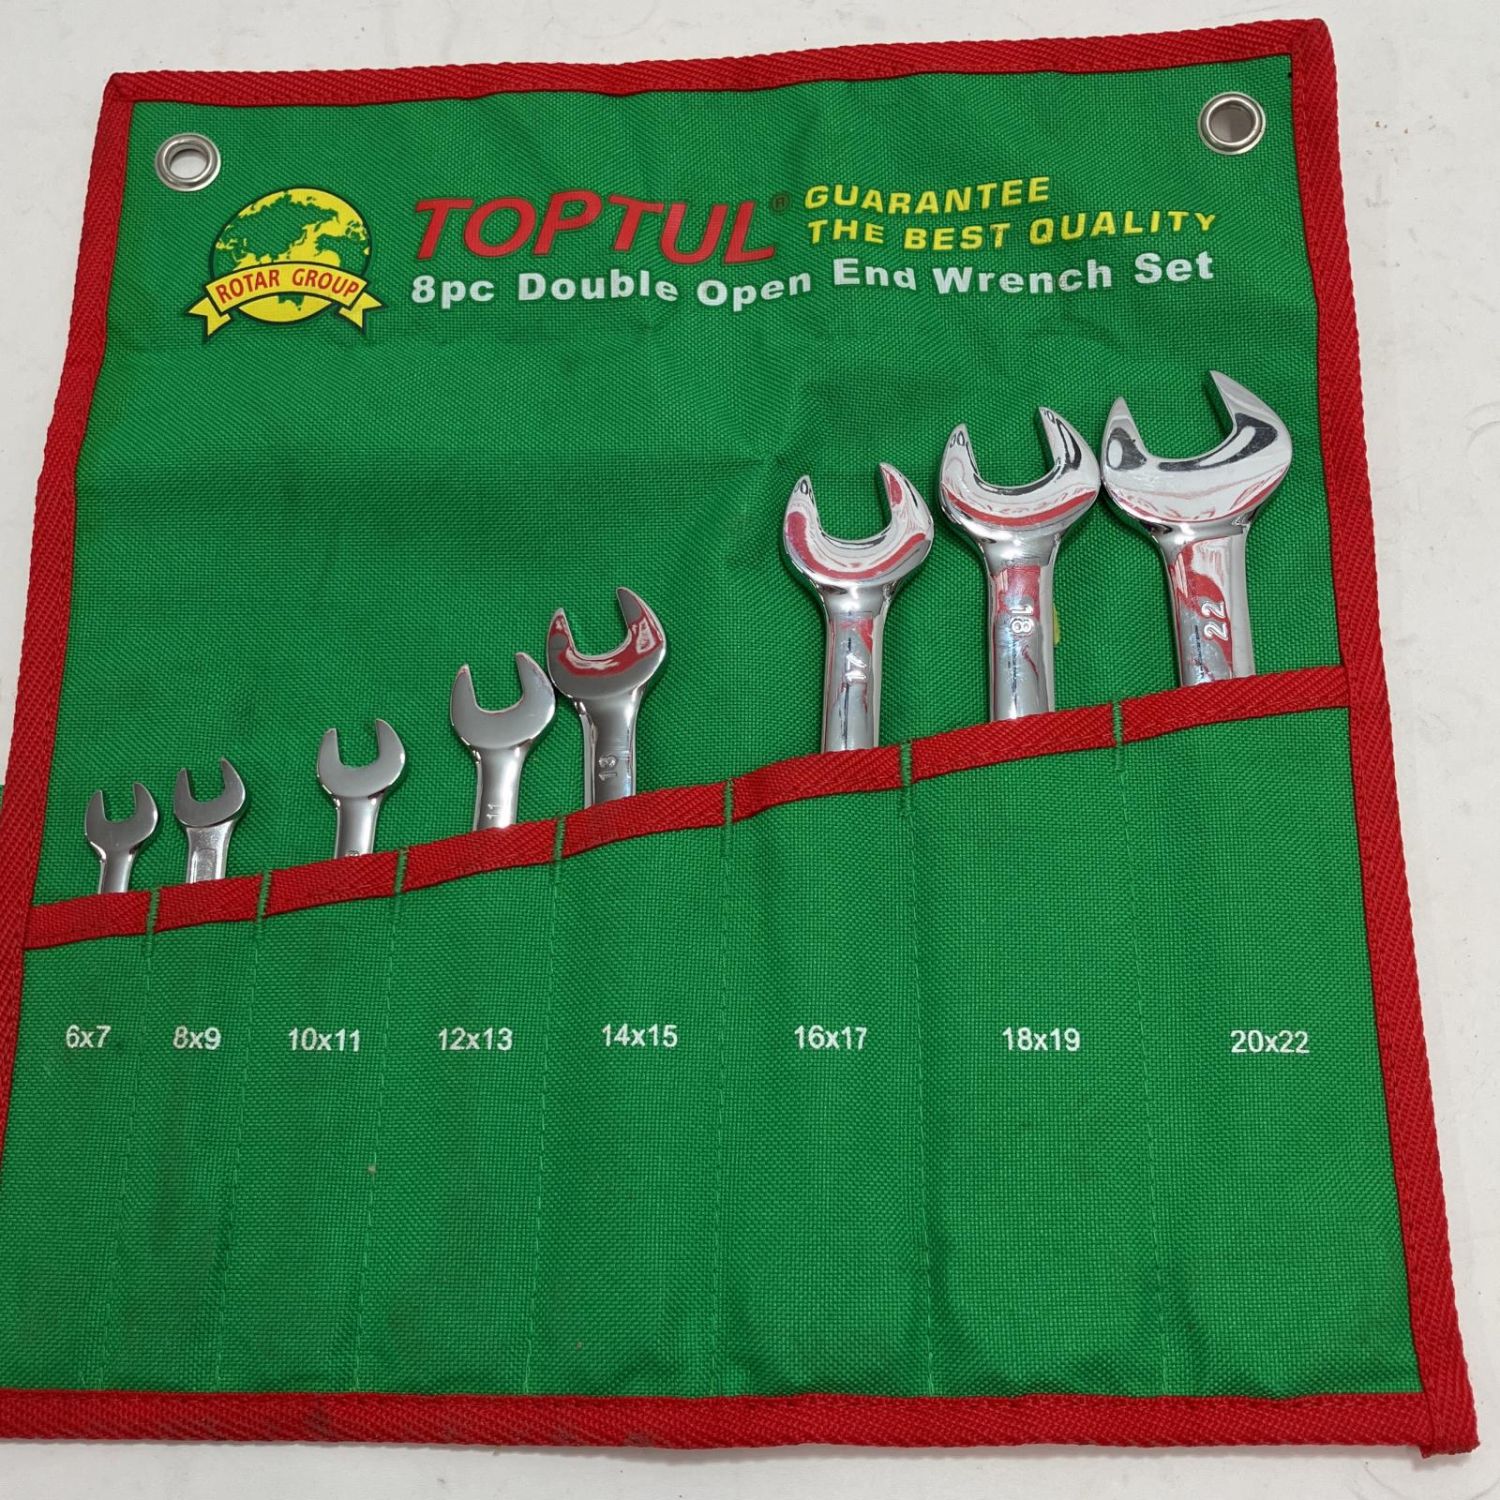 TOPTUL®
GUARANTEE
THE BEST QUALITY
ROTAR GROUP
8pc Double Open End Wrench Set
11
13
17
18
22
6x7
8x9
10x11
12x13
14x15
16x17
18x19
20x22